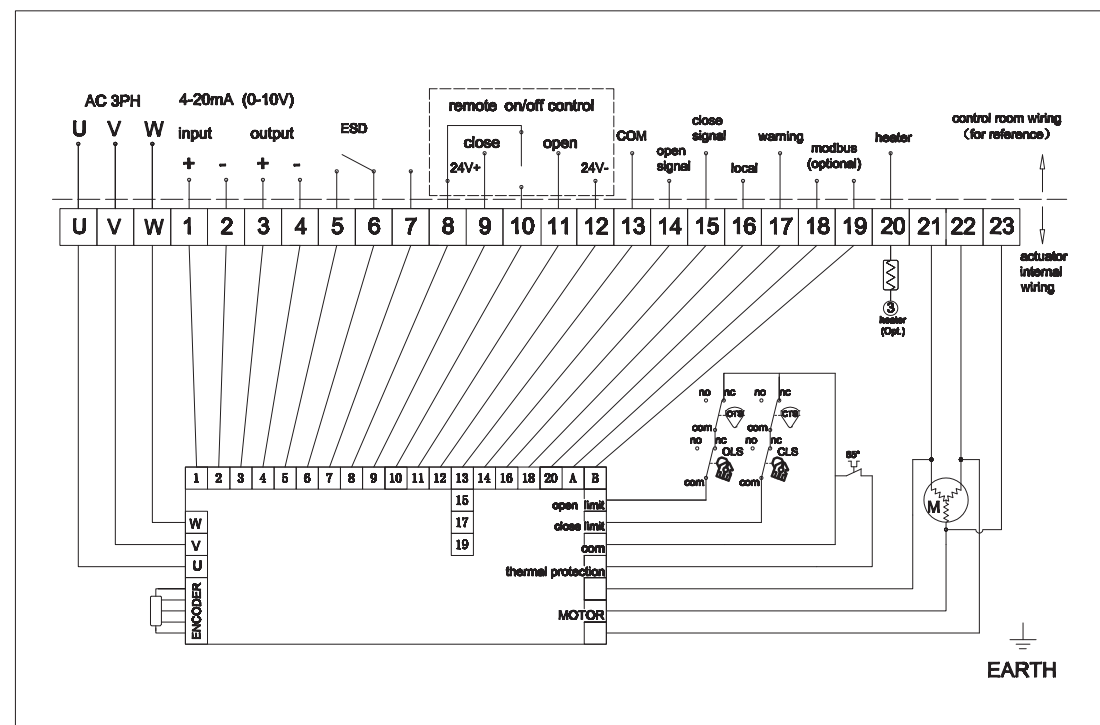 AC 3PH
4-20mA (0-10V)
remote on/off control
control room wiring
(for reference)
U V W
input
output
ESD
close
open
COM
close
signal
warning
heater
+ - + -
24V+
24V-
open
signal
local
modbus
(optional)
U V W 1 2 3 4 5 6 7 8 9 10 11 12 13 14 15 16 17 18 19 20 21 22 23
actuator
internal
wiring
3
heater
(Opt.)
no nc no nc
OTS CTS
com com
no nc no nc
OLS CLS
com com
85°
M
1 2 3 4 5 6 7 8 9 10 11 12 13 14 16 18 20 A B
15
17
19
open limit
close limit
com
thermal protection
MOTOR
W
V
U
ENCODER
EARTH